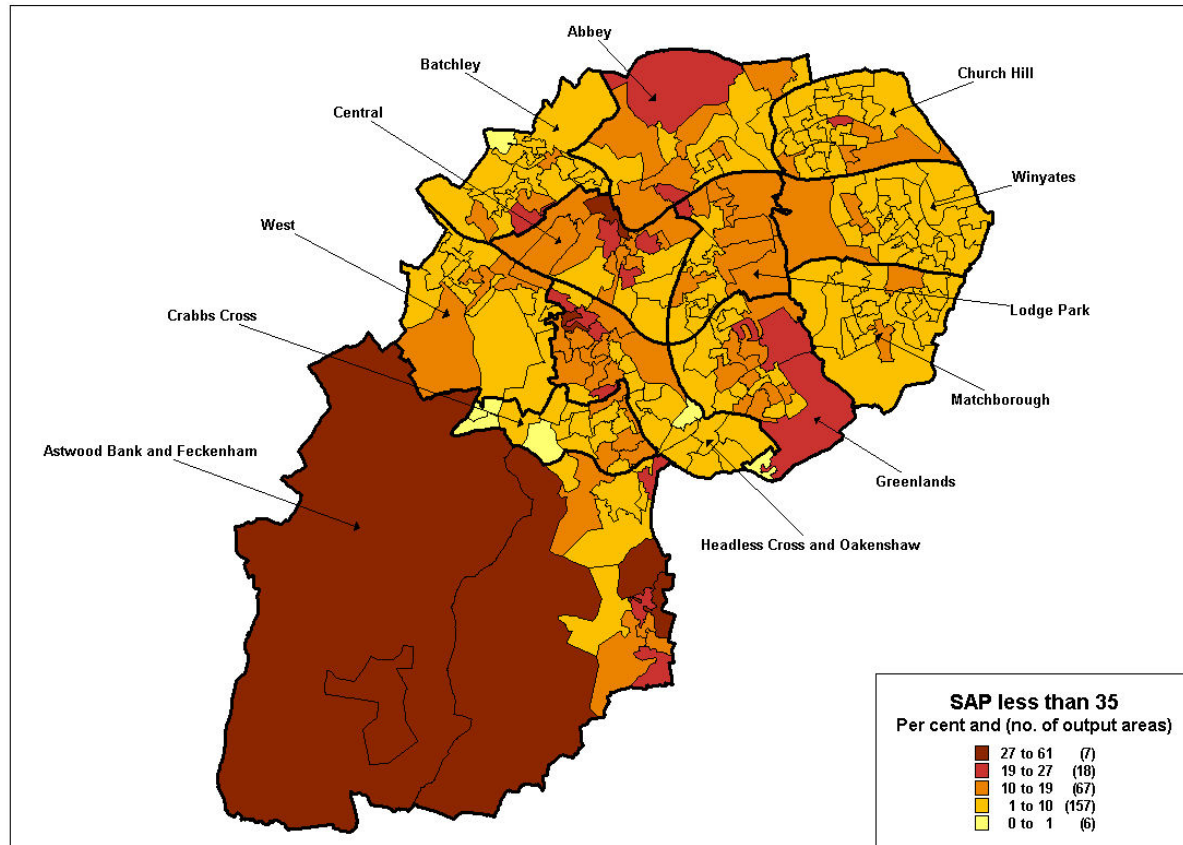 Abbey
Batchley
Church Hill
Central
Winyates
West
Lodge Park
Crabbs Cross
Matchborough
Astwood Bank and Feckenham
Greenlands
Headless Cross and Oakenshaw
SAP less than 35
Per cent and (no. of output areas)
27 to 61 (7)
19 to 27 (18)
10 to 19 (67)
1 to 10 (157)
0 to 1 (6)